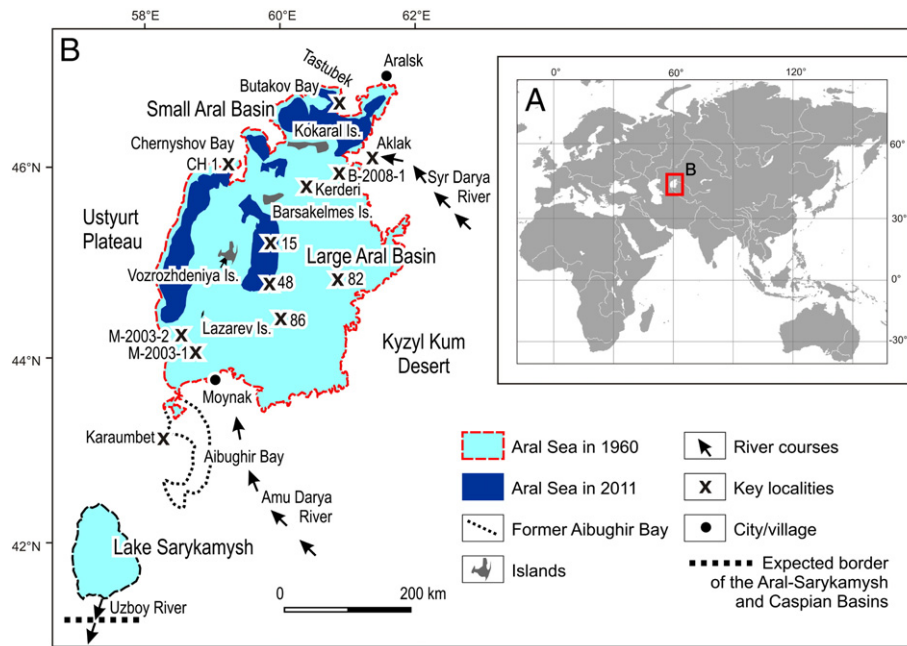 58°E
60°E
62°E
B
Tastubek
Aralsk
Butakov Bay
Small Aral Basin
Kokaral Is.
Chernyshov Bay
Aklak
CH 1
46°N
B-2008-1
Syr Darya
River
Kerderi
Barsakelmes Is.
Ustyurt
Plateau
15
Large Aral Basin
Vozrozhdeniya Is.
48
82
Lazarev Is.
86
M-2003-2
M-2003-1
Kyzyl Kum
Desert
44°N
Moynak
Karaumbet
Aibughir Bay
Amu Darya
River
42°N
Lake Sarykamysh
Uzboy River
0
200 km
A
0°
60°
120°
60°
B
30°
0°
-30°
Aral Sea in 1960
Aral Sea in 2011
Former Aibughir Bay
Islands
River courses
X Key localities
City/village
Expected border
of the Aral-Sarykamysh
and Caspian Basins